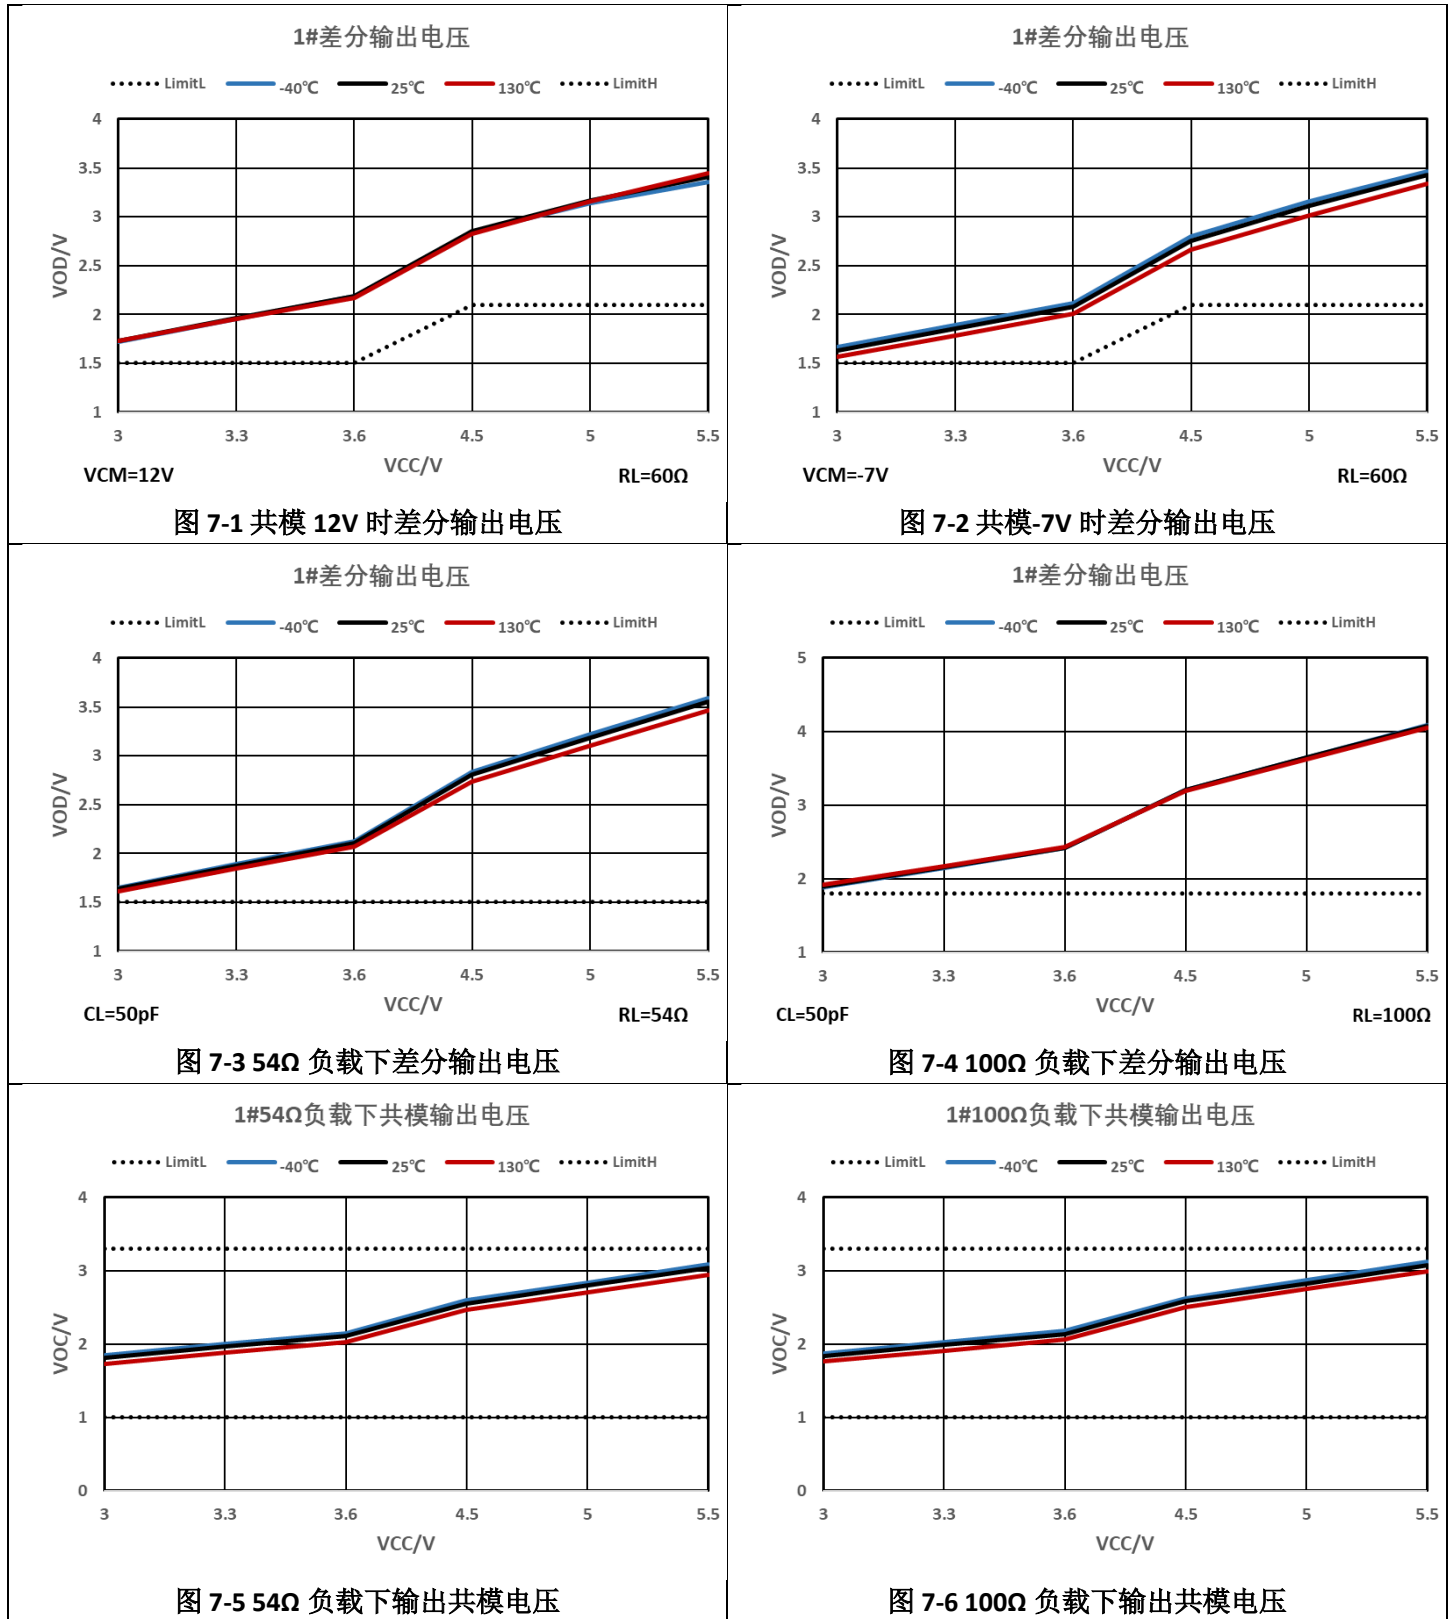 1#差分输出电压
LimitL -40℃ 25℃ 130℃ LimitH
4
3.5
3
2.5
2
1.5
1
VOD/V
3 3.3 3.6 4.5 5 5.5
VCC/V
VCM=12V RL=60Ω
图 7-1 共模 12V 时差分输出电压
1#差分输出电压
LimitL -40℃ 25℃ 130℃ LimitH
4
3.5
3
2.5
2
1.5
1
VOD/V
3 3.3 3.6 4.5 5 5.5
VCC/V
VCM=-7V RL=60Ω
图 7-2 共模-7V 时差分输出电压
1#差分输出电压
LimitL -40℃ 25℃ 130℃ LimitH
4
3.5
3
2.5
2
1.5
1
VOD/V
3 3.3 3.6 4.5 5 5.5
VCC/V
CL=50pF RL=54Ω
图 7-3 54Ω 负载下差分输出电压
1#差分输出电压
LimitL -40℃ 25℃ 130℃ LimitH
5
4
3
2
1
VOD/V
3 3.3 3.6 4.5 5 5.5
VCC/V
CL=50pF RL=100Ω
图 7-4 100Ω 负载下差分输出电压
1#54Ω负载下共模输出电压
LimitL -40℃ 25℃ 130℃ LimitH
4
3
2
1
0
VOC/V
3 3.3 3.6 4.5 5 5.5
VCC/V
图 7-5 54Ω 负载下输出共模电压
1#100Ω负载下共模输出电压
LimitL -40℃ 25℃ 130℃ LimitH
4
3
2
1
0
VOC/V
3 3.3 3.6 4.5 5 5.5
VCC/V
图 7-6 100Ω 负载下输出共模电压